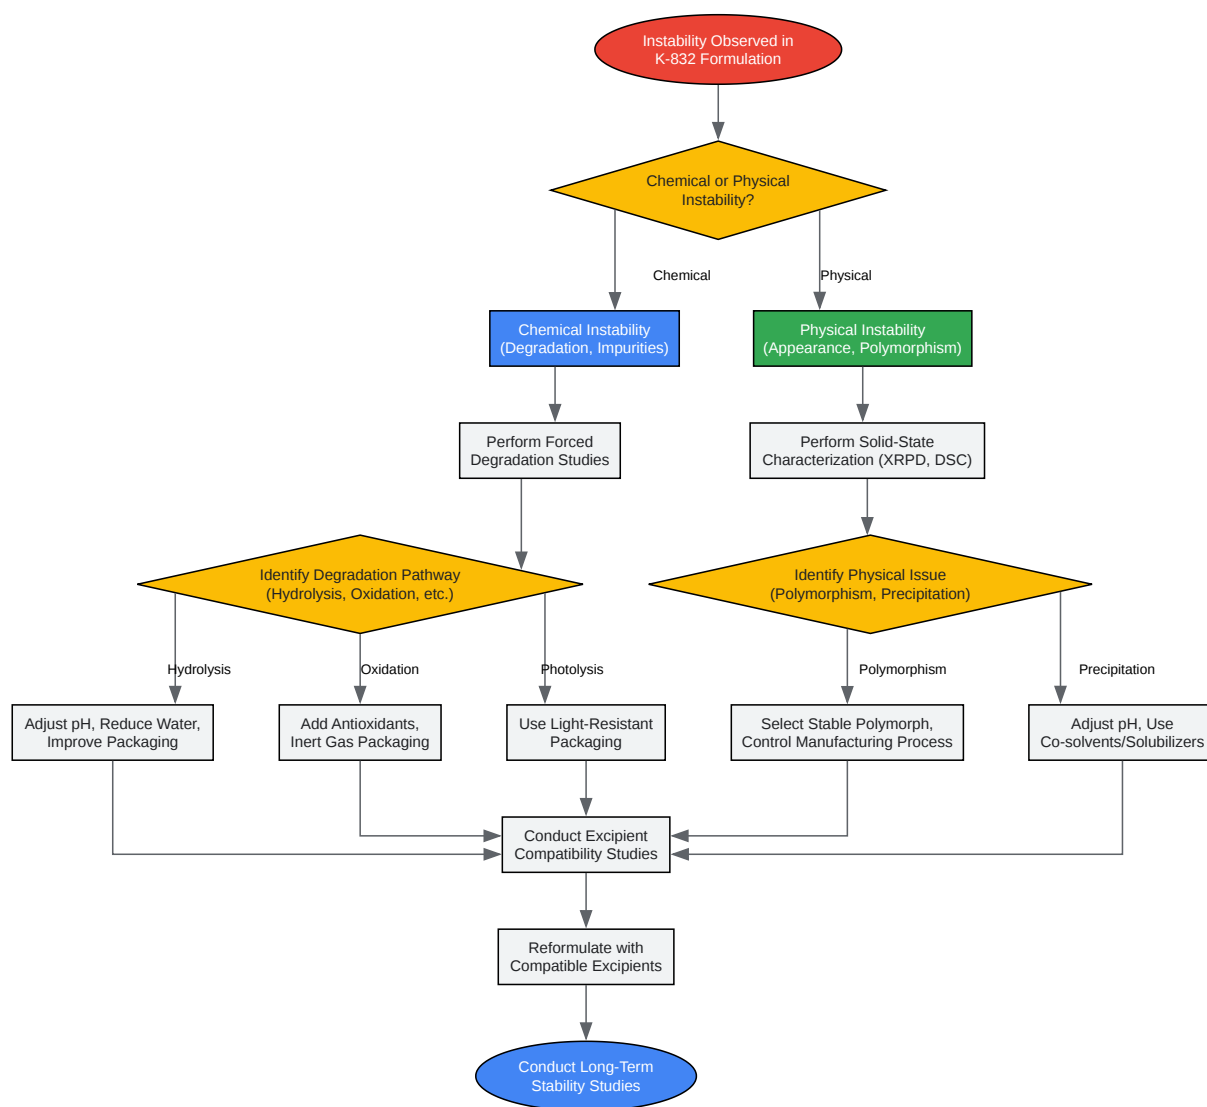 Instability Observed in
K-832 Formulation
Chemical or Physical
Instability?
Chemical
Physical
Chemical Instability
(Degradation, Impurities)
Physical Instability
(Appearance, Polymorphism)
Perform Forced
Degradation Studies
Perform Solid-State
Characterization (XRPD, DSC)
Identify Degradation Pathway
(Hydrolysis, Oxidation, etc.)
Identify Physical Issue
(Polymorphism, Precipitation)
Hydrolysis
Oxidation
Photolysis
Polymorphism
Precipitation
Adjust pH, Reduce Water,
Improve Packaging
Add Antioxidants,
Inert Gas Packaging
Use Light-Resistant
Packaging
Select Stable Polymorph,
Control Manufacturing Process
Adjust pH, Use
Co-solvents/Solubilizers
Conduct Excipient
Compatibility Studies
Reformulate with
Compatible Excipients
Conduct Long-Term
Stability Studies